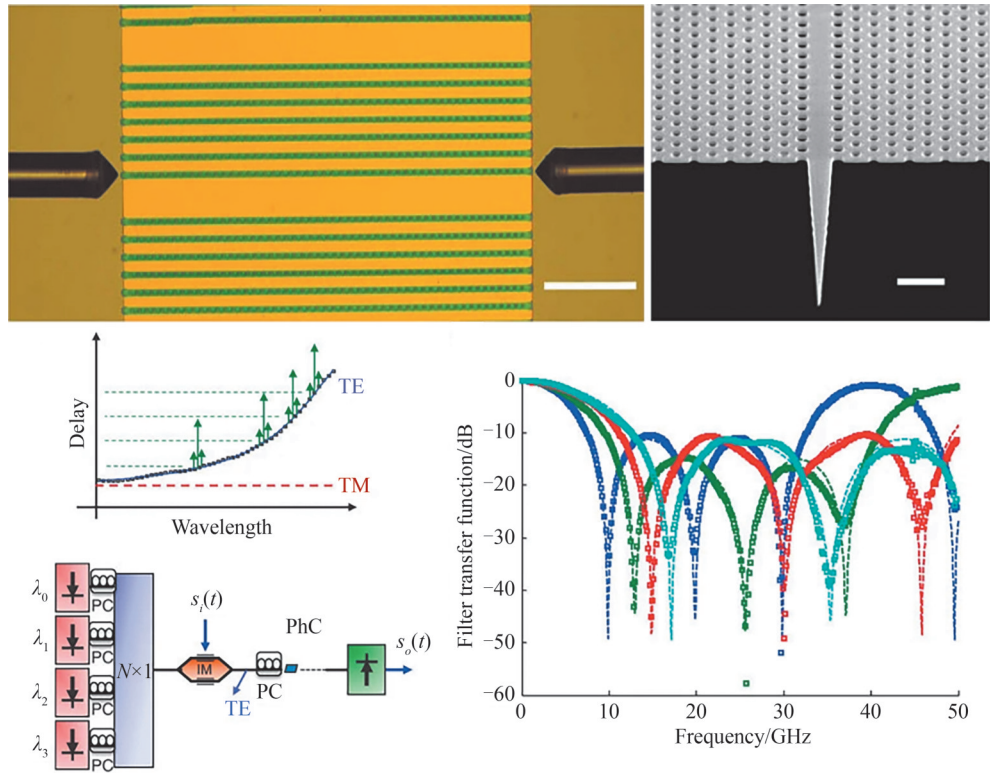 Delay
TE
TM
Wavelength
λ0
PC
λ1
PC
λ2
PC
λ3
PC
N×1
si(t)
IM
TE
PC
PhC
so(t)
Filter transfer function/dB
0
−10
−20
−30
−40
−50
−60
0
10
20
30
40
50
Frequency/GHz